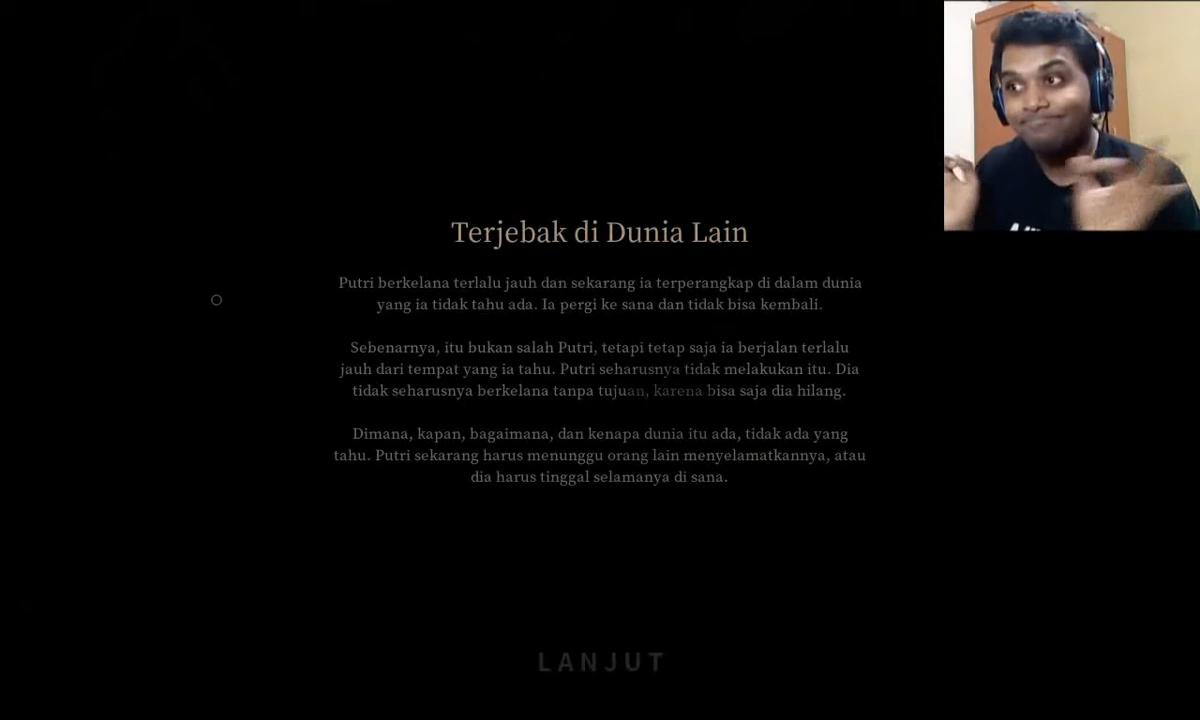 Terjebak di Dunia Lain
Putri berkelana terlalu jauh dan sekarang ia terperangkap di dalam dunia
yang ia tidak tahu ada. Ia pergi ke sana dan tidak bisa kembali.
Sebenarnya, itu bukan salah Putri, tetapi tetap saja ia berjalan terlalu
jauh dari tempat yang ia tahu. Putri seharusnya tidak melakukan itu. Dia
tidak seharusnya berkelana tanpa tujuan, karena bisa saja dia hilang.
Dimana, kapan, bagaimana, dan kenapa dunia itu ada, tidak ada yang
tahu. Putri sekarang harus menunggu orang lain menyelamatkannya, atau
dia harus tinggal selamanya di sana.
LANJUT